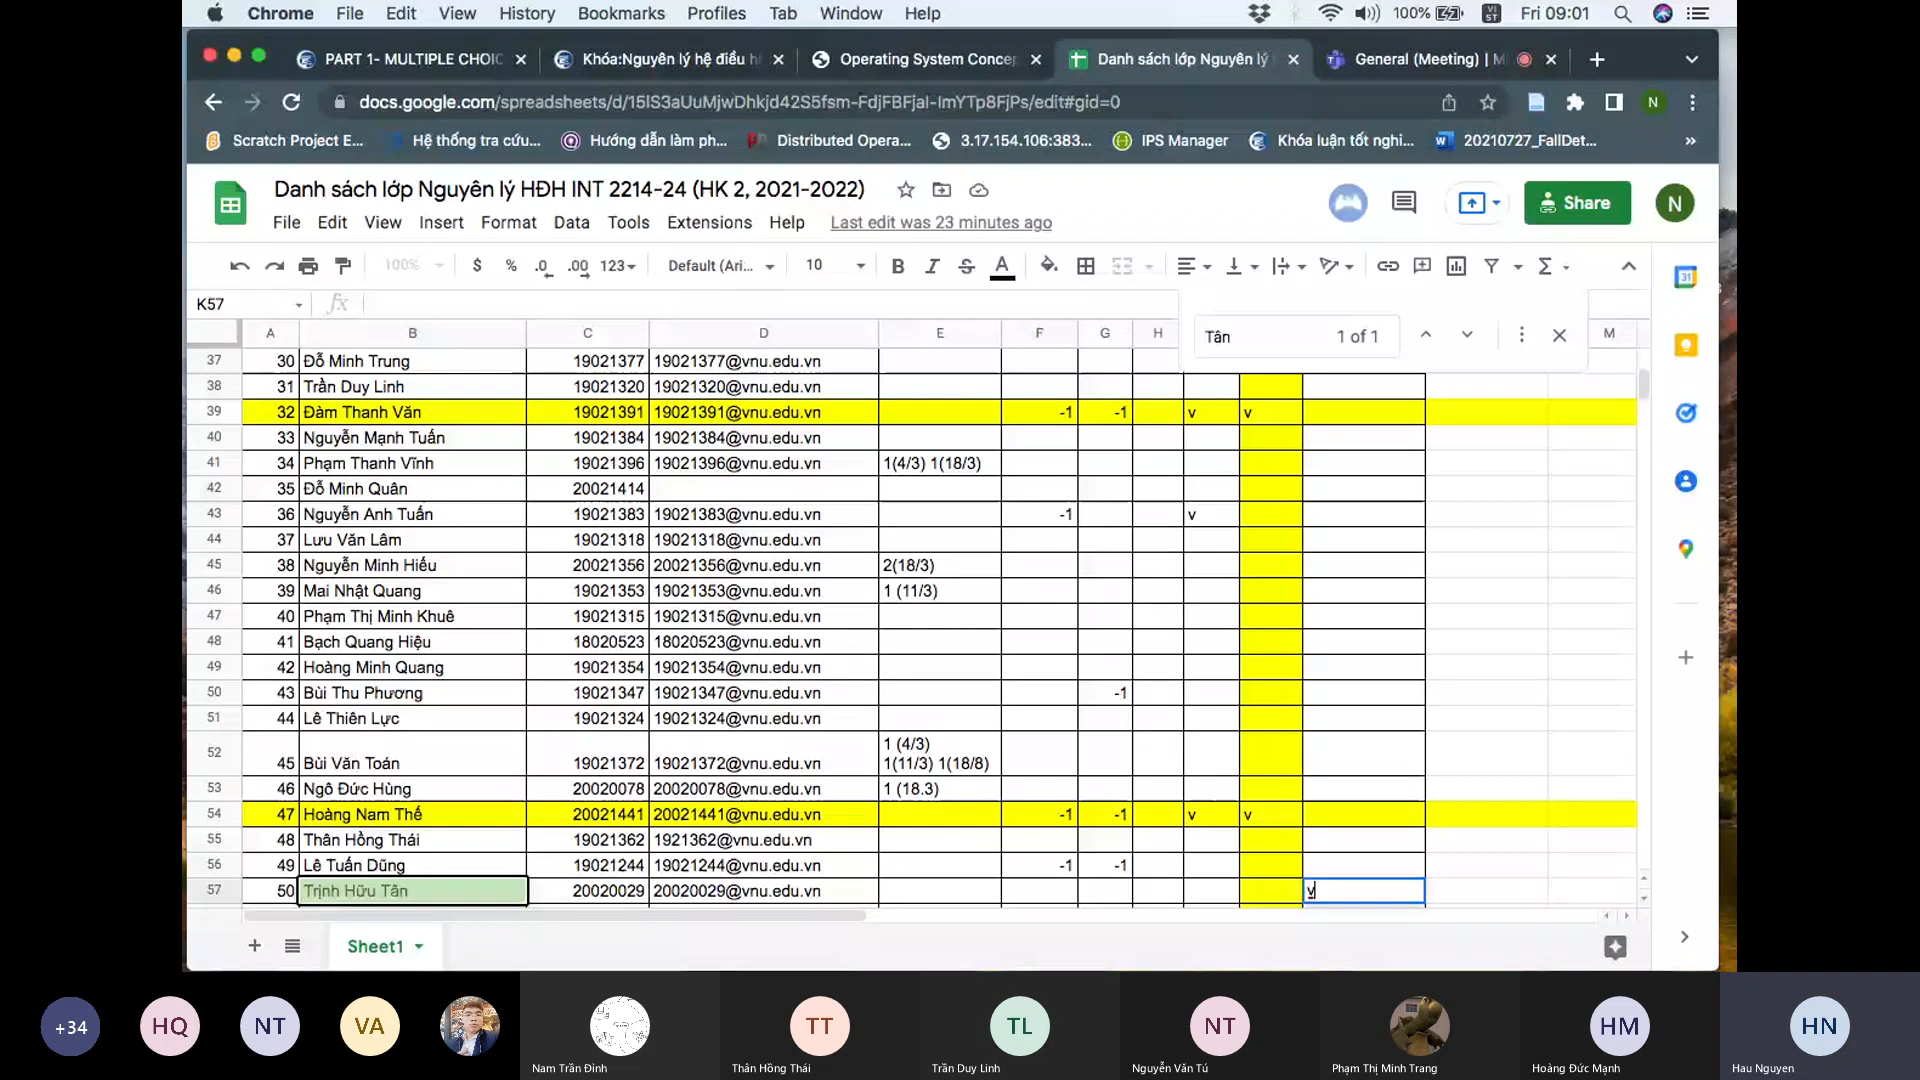 Chrome File Edit View History Bookmarks Profiles Tab Window Help 100% VI ST Fri 09:01
PART 1- MULTIPLE CHOIC Khóa:Nguyên lý hệ điều h Operating System Concep Danh sách lớp Nguyên lý General (Meeting) | M
docs.google.com/spreadsheets/d/15lS3aUuMjwDhkjd42S5fsm-FdjFBFjaI-ImYTp8FjPs/edit#gid=0 N
Scratch Project E... Hệ thống tra cứu... Hướng dẫn làm ph... Distributed Opera... 3.17.154.106:383... IPS Manager Khóa luận tốt nghi... 20210727_FallDet... »
Danh sách lớp Nguyên lý HĐH INT 2214-24 (HK 2, 2021-2022)
Share N
File Edit View Insert Format Data Tools Extensions Help Last edit was 23 minutes ago
100% $ % .0 .00 123 Default (Ari... 10 B I S A
K57 fx
Tân 1 of 1
A B C D E F G H M
37 30 Đỗ Minh Trung 19021377 19021377@vnu.edu.vn
38 31 Trần Duy Linh 19021320 19021320@vnu.edu.vn
39 32 Đàm Thanh Văn 19021391 19021391@vnu.edu.vn -1 -1 v v
40 33 Nguyễn Mạnh Tuấn 19021384 19021384@vnu.edu.vn
41 34 Phạm Thanh Vĩnh 19021396 19021396@vnu.edu.vn 1(4/3) 1(18/3)
42 35 Đỗ Minh Quân 20021414
43 36 Nguyễn Anh Tuấn 19021383 19021383@vnu.edu.vn -1 v
44 37 Lưu Văn Lâm 19021318 19021318@vnu.edu.vn
45 38 Nguyễn Minh Hiếu 20021356 20021356@vnu.edu.vn 2(18/3)
46 39 Mai Nhật Quang 19021353 19021353@vnu.edu.vn 1 (11/3)
47 40 Phạm Thị Minh Khuê 19021315 19021315@vnu.edu.vn
48 41 Bạch Quang Hiệu 18020523 18020523@vnu.edu.vn
49 42 Hoàng Minh Quang 19021354 19021354@vnu.edu.vn
50 43 Bùi Thu Phương 19021347 19021347@vnu.edu.vn -1
51 44 Lê Thiên Lực 19021324 19021324@vnu.edu.vn
1 (4/3)
52 45 Bùi Văn Toán 19021372 19021372@vnu.edu.vn 1(11/3) 1(18/8)
53 46 Ngô Đức Hùng 20020078 20020078@vnu.edu.vn 1 (18.3)
54 47 Hoàng Nam Thế 20021441 20021441@vnu.edu.vn -1 -1 v v
55 48 Thân Hồng Thái 19021362 1921362@vnu.edu.vn
56 49 Lê Tuấn Dũng 19021244 19021244@vnu.edu.vn -1 -1
57 50 Trịnh Hữu Tân 20020029 20020029@vnu.edu.vn v
Sheet1
+34 HQ NT VA TT TL NT HM HN
Nam Trần Đình Thân Hồng Thái Trần Duy Linh Nguyễn Văn Tú Phạm Thị Minh Trang Hoàng Đức Mạnh Hau Nguyen